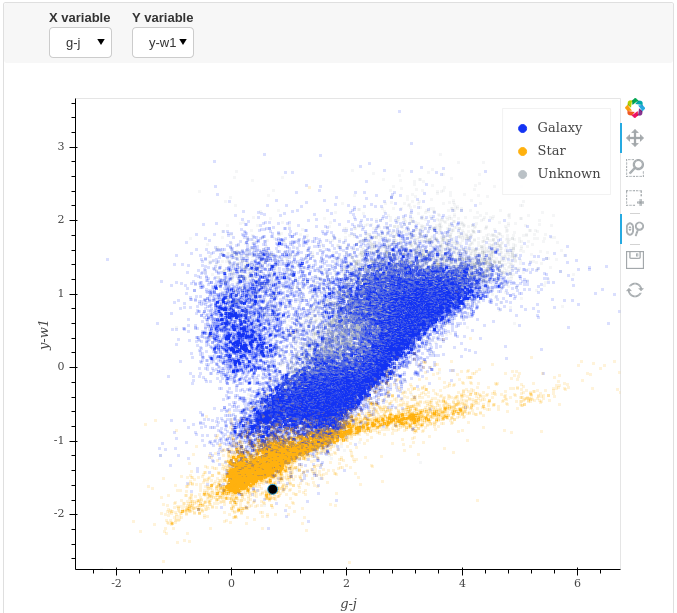 X variable Y variable
g-j y-w1
Galaxy
Star
Unknown
3
2
1
0
-1
-2
y-w1
-2 0 2 4 6
g-j